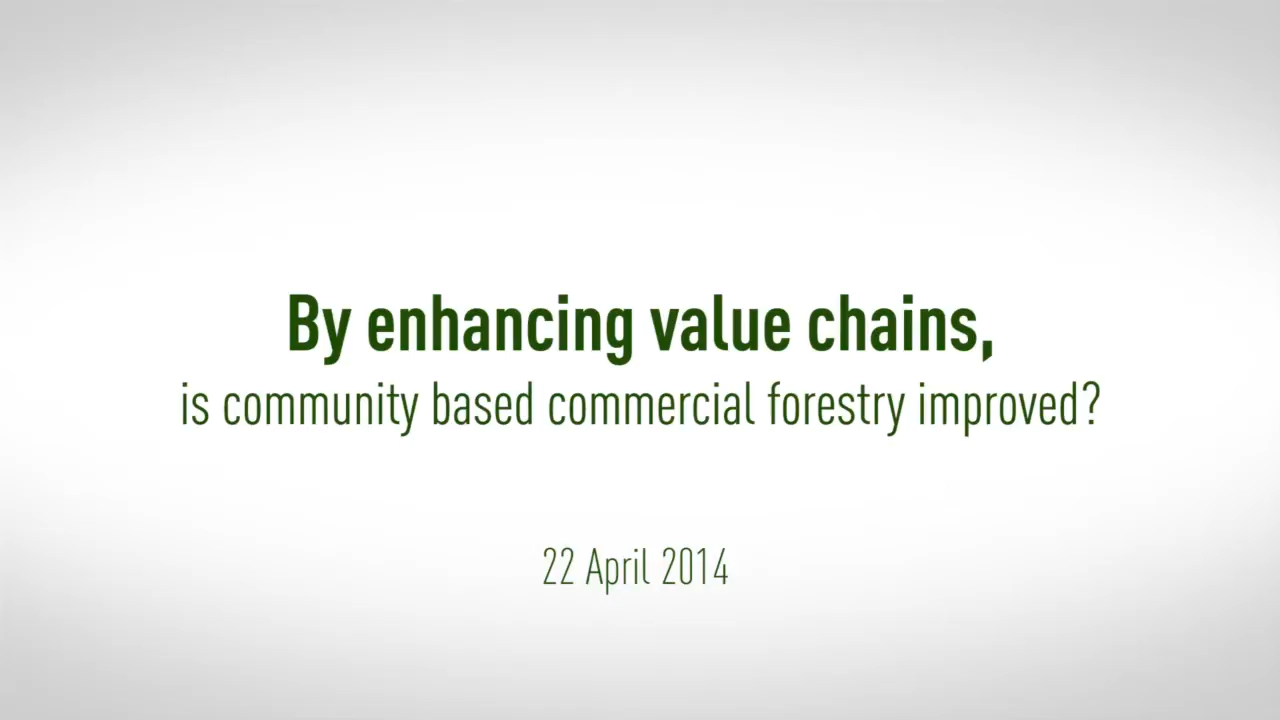 By enhancing value chains,
is community based commercial forestry improved?
22 April 2014